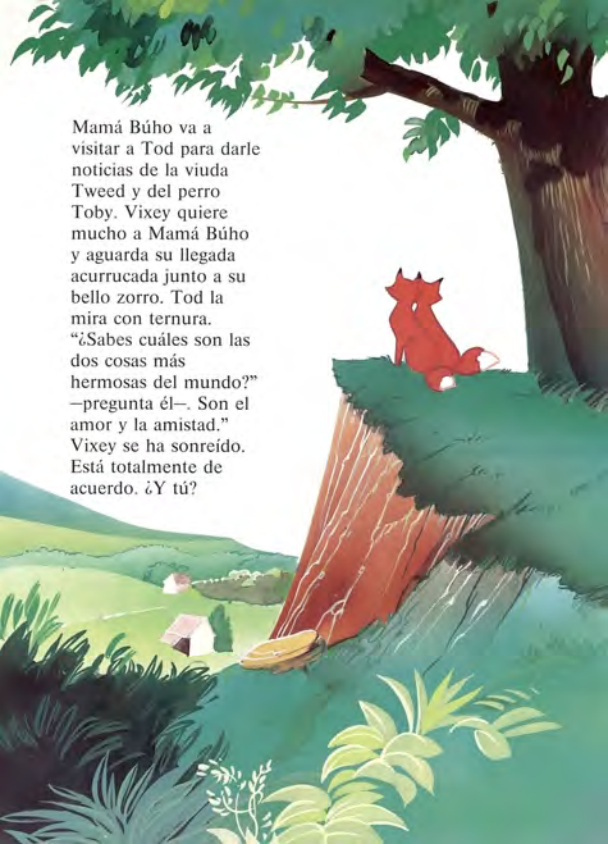 Mamá Búho va a
visitar a Tod para darle
noticias de la viuda
Tweed y del perro
Toby. Vixey quiere
mucho a Mamá Búho
y aguarda su llegada
acurrucada junto a su
bello zorro. Tod la
mira con ternura.
“¿Sabes cuáles son las
dos cosas más
hermosas del mundo?”
—pregunta él—. Son el
amor y la amistad.”
Vixey se ha sonreído.
Está totalmente de
acuerdo. ¿Y tú?